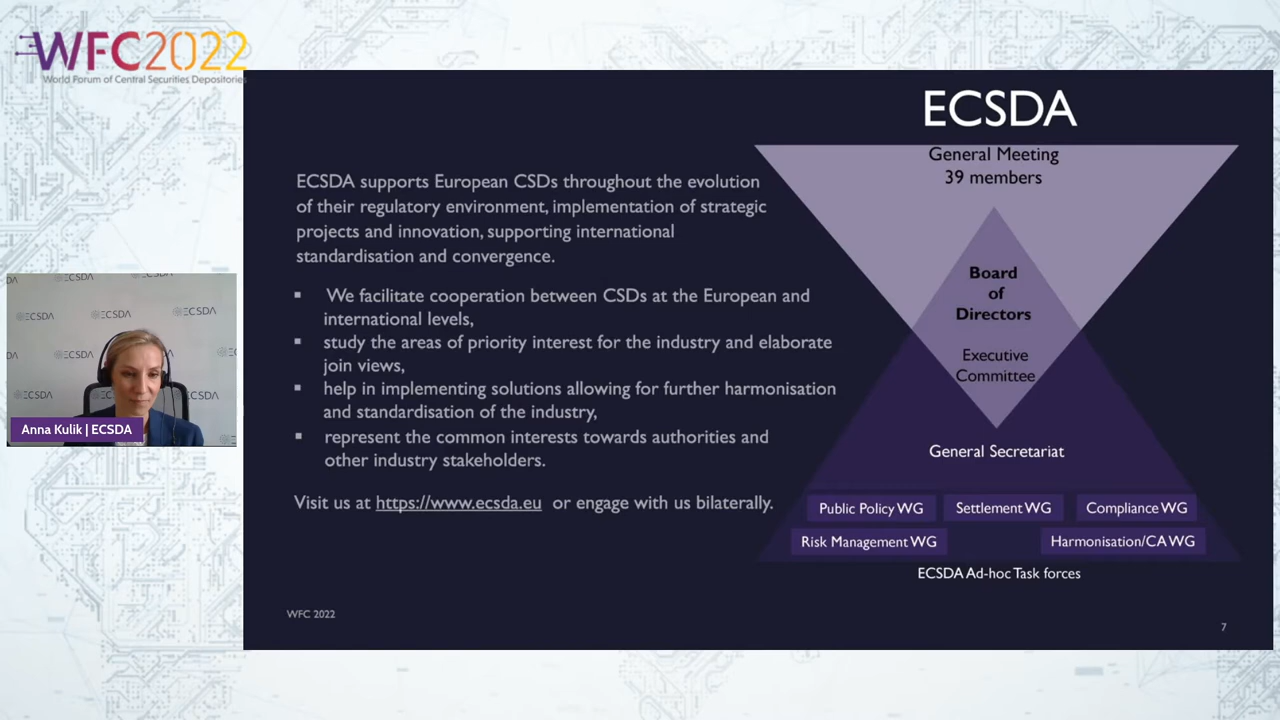 WFC2022
World Forum of Central Securities Depositories
ECSDA
General Meeting
39 members
ECSDA supports European CSDs throughout the evolution
of their regulatory environment, implementation of strategic
projects and innovation, supporting international
standardisation and convergence.
▪ We facilitate cooperation between CSDs at the European and
international levels,
▪ study the areas of priority interest for the industry and elaborate
join views,
▪ help in implementing solutions allowing for further harmonisation
and standardisation of the industry,
▪ represent the common interests towards authorities and
other industry stakeholders.
Visit us at https://www.ecsda.eu or engage with us bilaterally.
Board
of
Directors
Executive
Committee
General Secretariat
Public Policy WG
Settlement WG
Compliance WG
Risk Management WG
Harmonisation/CA WG
ECSDA Ad-hoc Task forces
WFC 2022
7
ECSDA
ECSDA
ECSDA
ECSDA
ECSDA
ECSDA
Anna Kulik | ECSDA